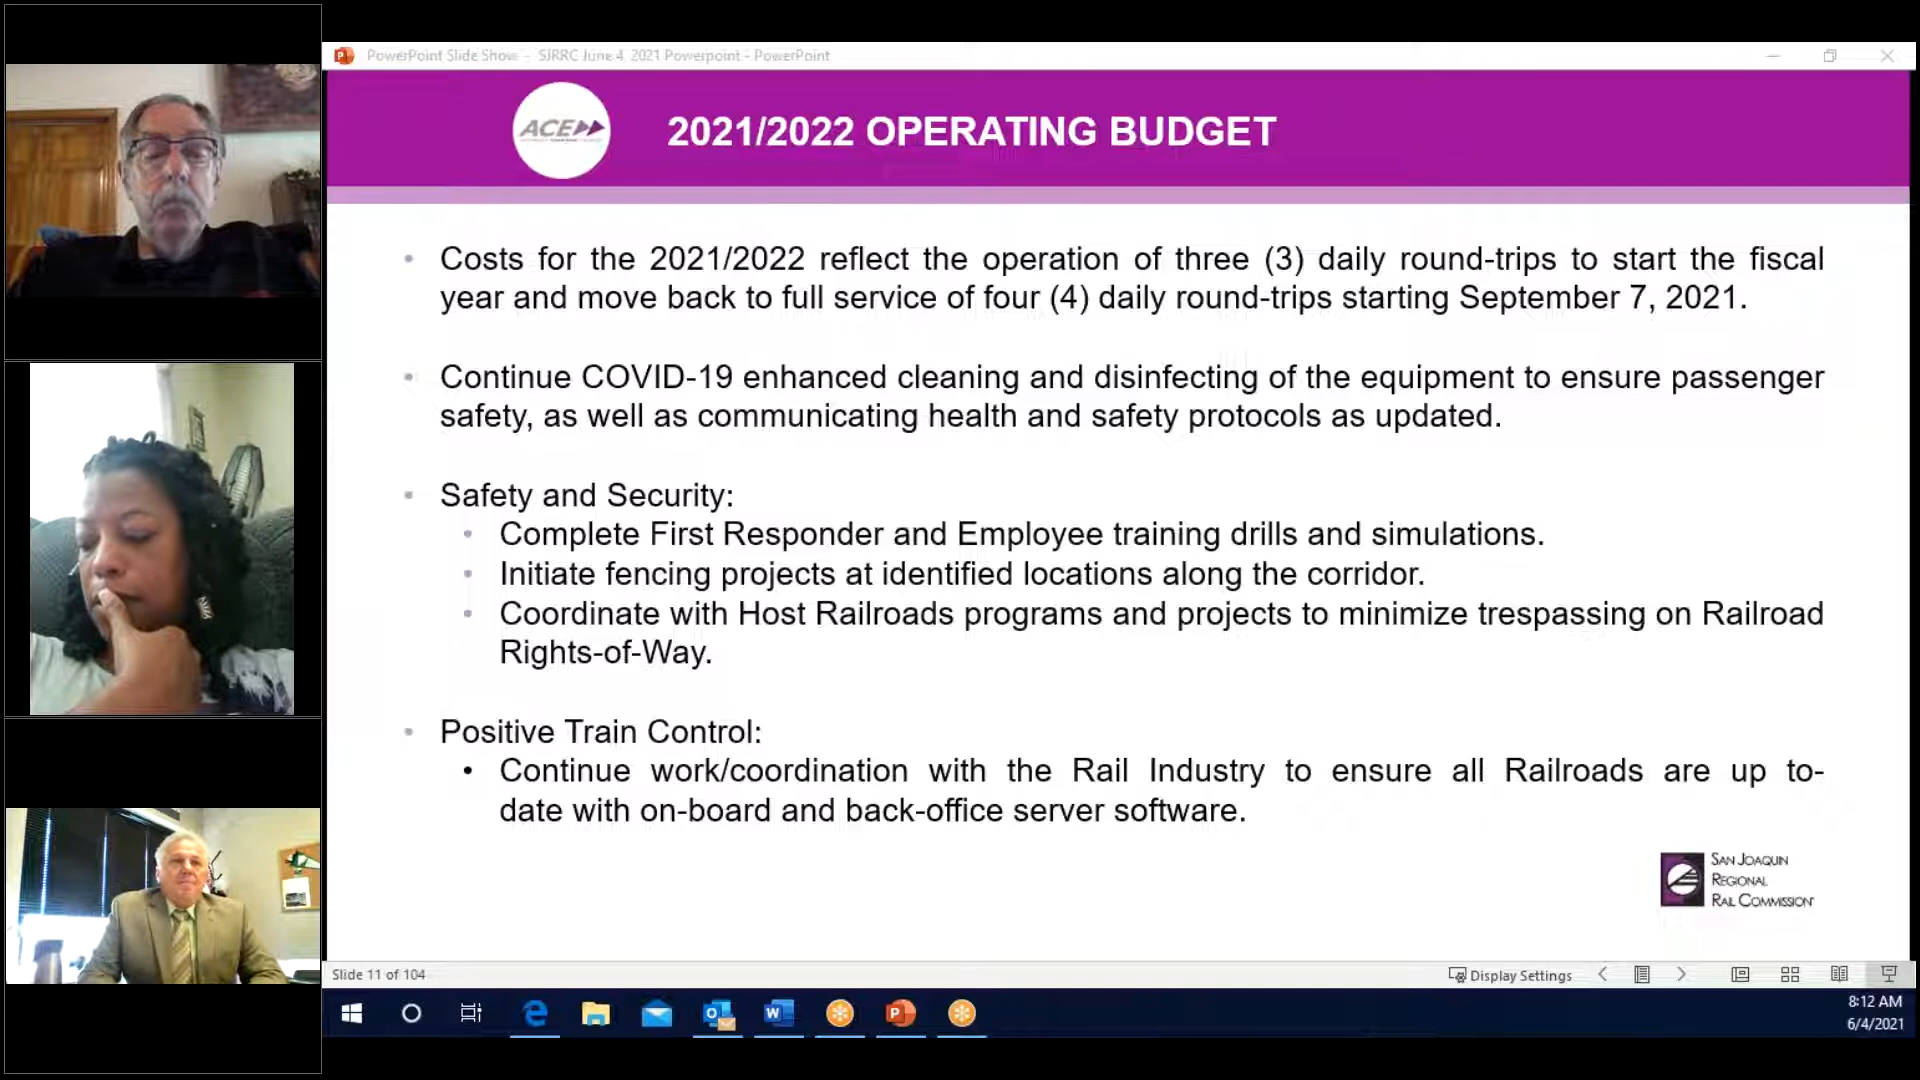 PowerPoint Slide Show - SJRRC June 4, 2021 Powerpoint - PowerPoint
ACE
2021/2022 OPERATING BUDGET
• Costs for the 2021/2022 reflect the operation of three (3) daily round-trips to start the fiscal
year and move back to full service of four (4) daily round-trips starting September 7, 2021.
• Continue COVID-19 enhanced cleaning and disinfecting of the equipment to ensure passenger
safety, as well as communicating health and safety protocols as updated.
• Safety and Security:
• Complete First Responder and Employee training drills and simulations.
• Initiate fencing projects at identified locations along the corridor.
• Coordinate with Host Railroads programs and projects to minimize trespassing on Railroad
Rights-of-Way.
• Positive Train Control:
• Continue work/coordination with the Rail Industry to ensure all Railroads are up to-
date with on-board and back-office server software.
SAN JOAQUIN
REGIONAL
RAIL COMMISSION
Slide 11 of 104
Display Settings
8:12 AM
6/4/2021